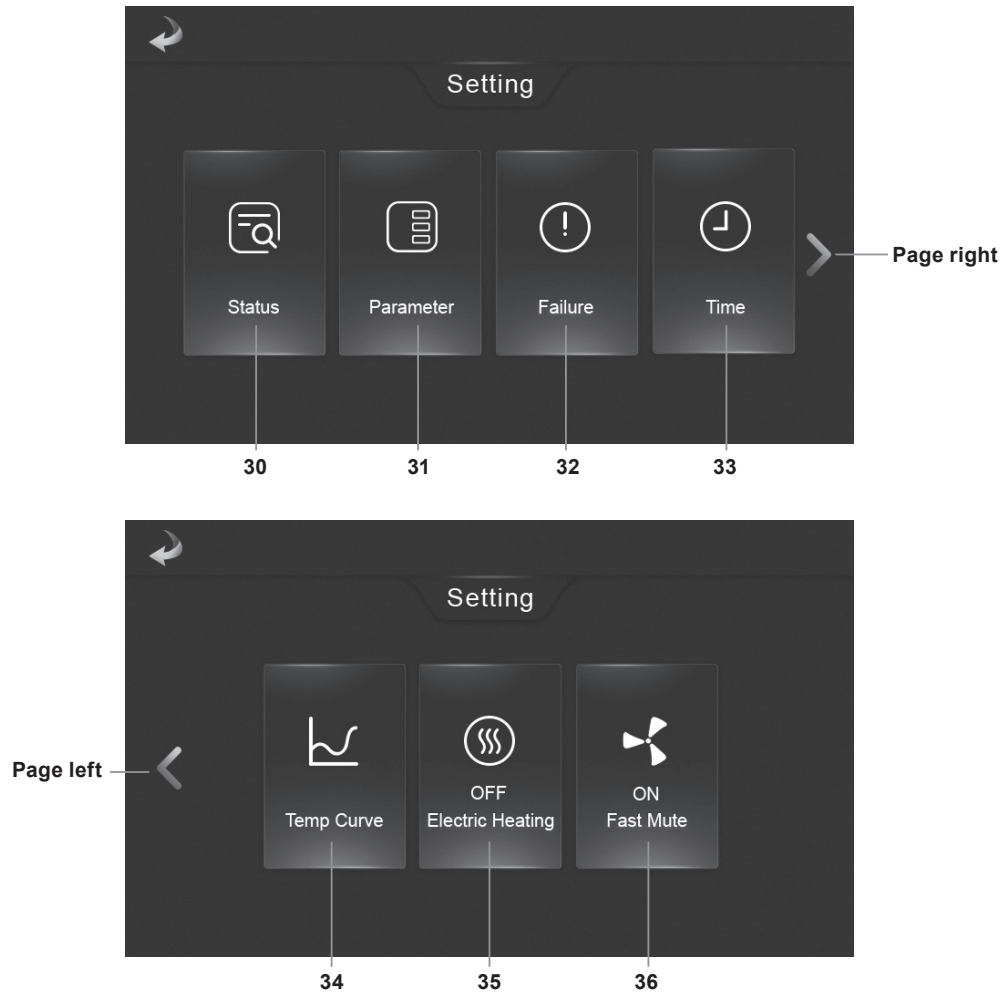 Setting
Status
Parameter
Failure
Time
Page right
30
31
32
33
Setting
Page left
OFF
ON
Temp Curve
Electric Heating
Fast Mute
34
35
36